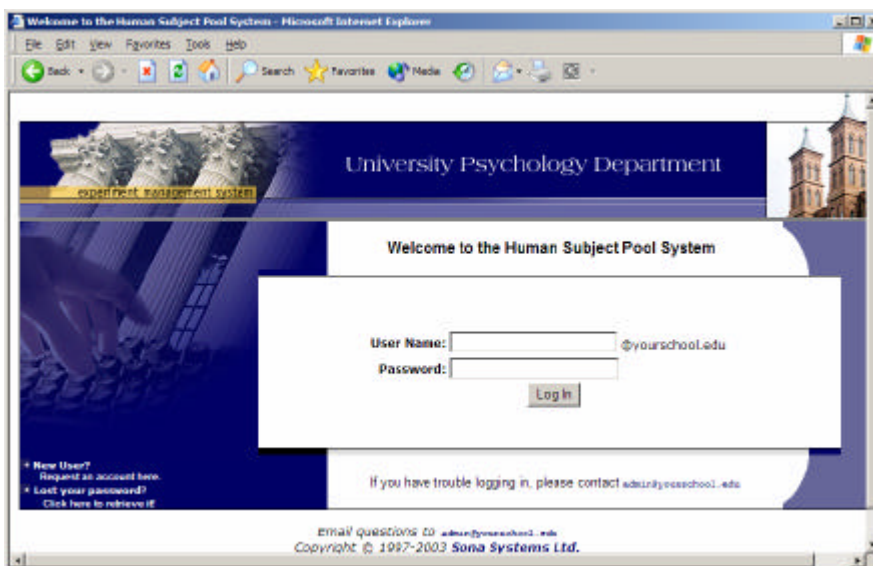 Welcome to the Human Subject Pool System - Microsoft Internet Explorer
File Edit View Favorites Tools Help
Back Search Favorites Media
University Psychology Department
experiment management system
Welcome to the Human Subject Pool System
User Name: @yourschool.edu
Password:
Log In
New User?
Request an account here.
Lost your password?
Click here to retrieve it!
If you have trouble logging in, please contact admin@yourschool.edu
Email questions to admin@yourschool.edu
Copyright © 1997-2003 Sona Systems Ltd.